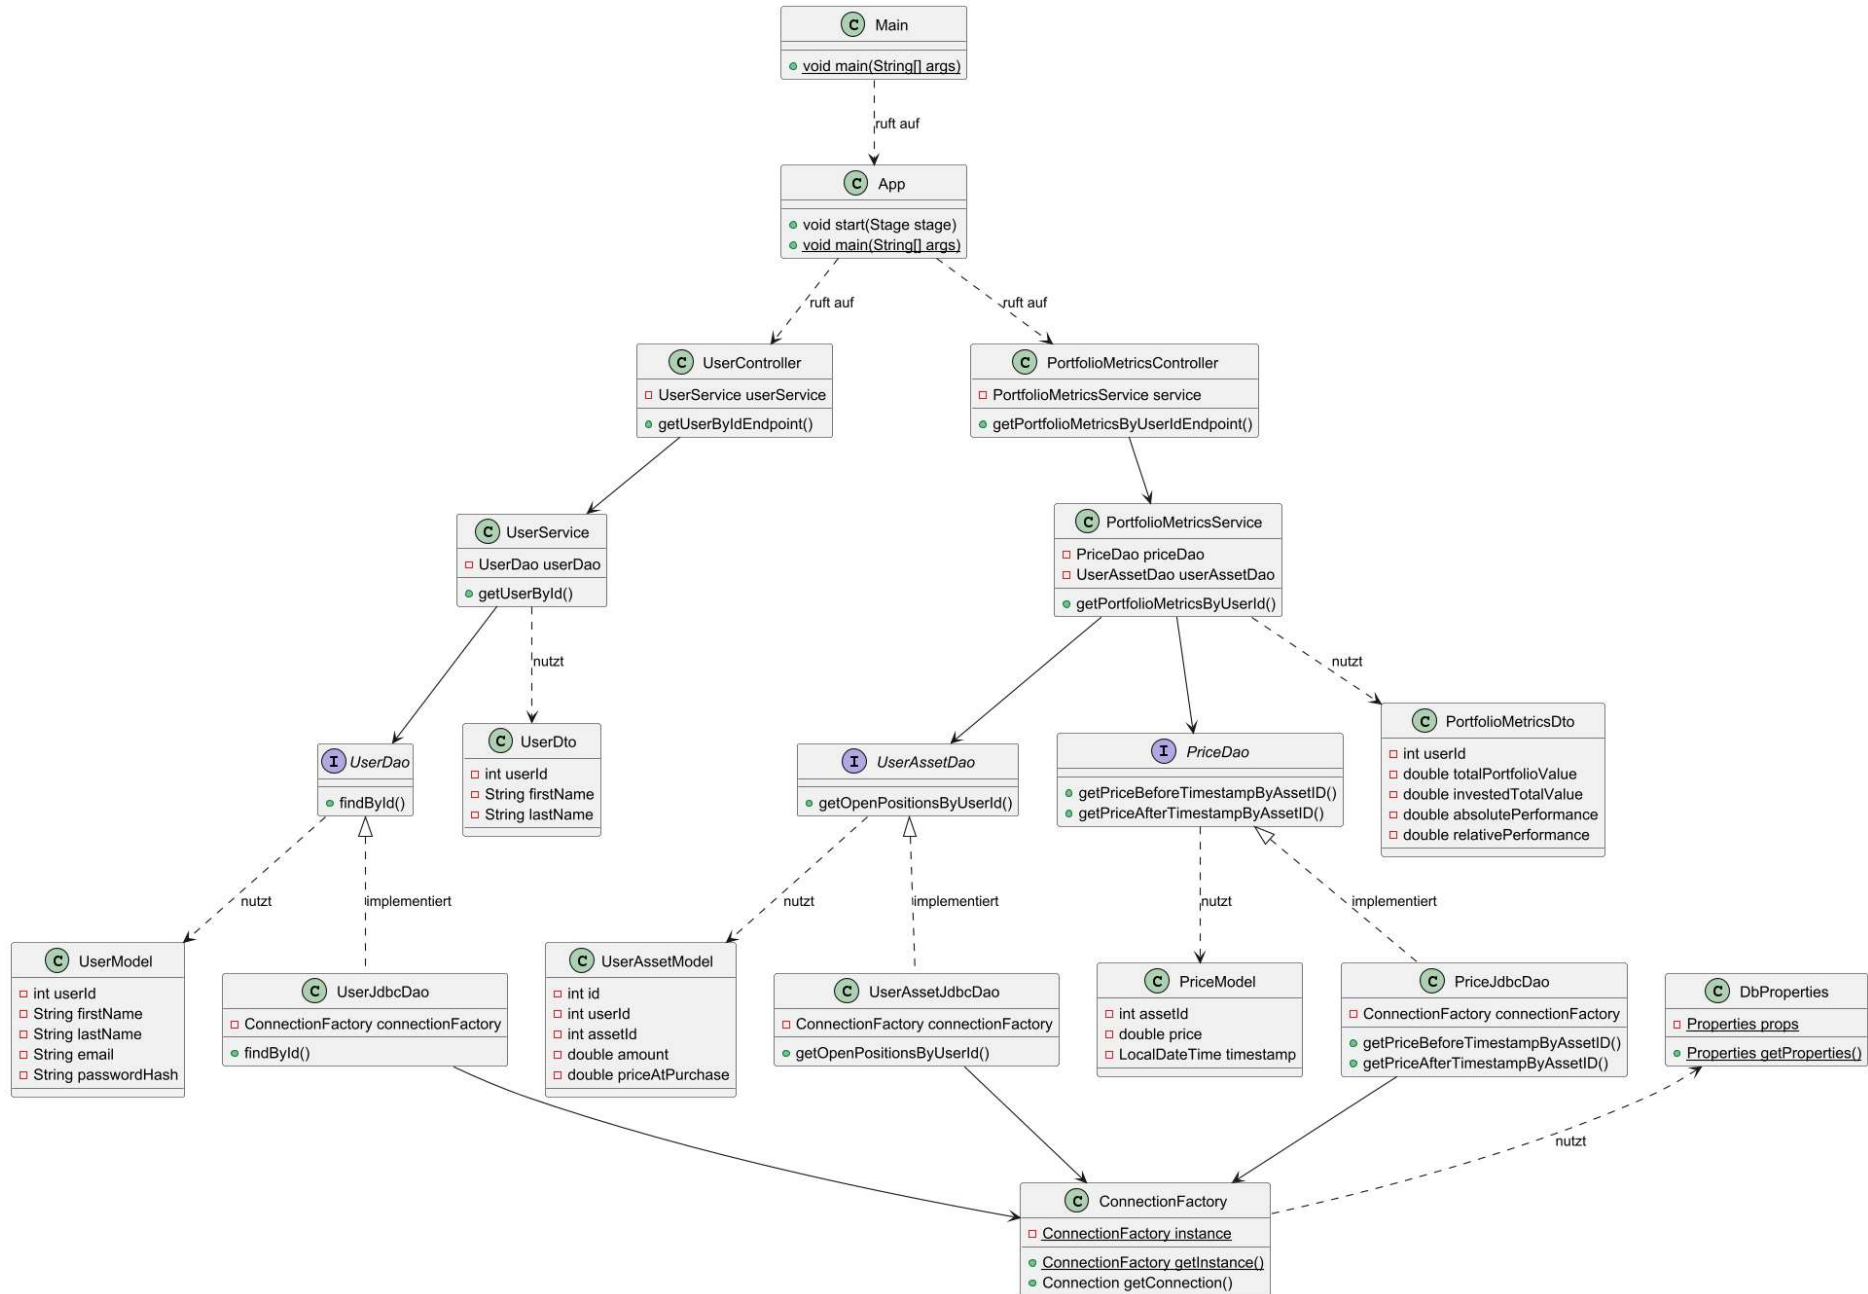 C Main
void main(String[] args)
ruft auf
C App
void start(Stage stage)
void main(String[] args)
ruft auf
ruft auf
C UserController
UserService userService
getUserByIdEndpoint()
C PortfolioMetricsController
PortfolioMetricsService service
getPortfolioMetricsByUserIdEndpoint()
C UserService
UserDao userDao
getUserById()
C PortfolioMetricsService
PriceDao priceDao
UserAssetDao userAssetDao
getPortfolioMetricsByUserId()
nutzt
nutzt
I UserDao
findById()
C UserDto
int userId
String firstName
String lastName
I UserAssetDao
getOpenPositionsByUserId()
I PriceDao
getPriceBeforeTimestampByAssetID()
getPriceAfterTimestampByAssetID()
C PortfolioMetricsDto
int userId
double totalPortfolioValue
double investedTotalValue
double absolutePerformance
double relativePerformance
nutzt
implementiert
nutzt
implementiert
nutzt
implementiert
C UserModel
int userId
String firstName
String lastName
String email
String passwordHash
C UserJdbcDao
ConnectionFactory connectionFactory
findById()
C UserAssetModel
int id
int userId
int assetId
double amount
double priceAtPurchase
C UserAssetJdbcDao
ConnectionFactory connectionFactory
getOpenPositionsByUserId()
C PriceModel
int assetId
double price
LocalDateTime timestamp
C PriceJdbcDao
ConnectionFactory connectionFactory
getPriceBeforeTimestampByAssetID()
getPriceAfterTimestampByAssetID()
C DbProperties
Properties props
Properties getProperties()
nutzt
C ConnectionFactory
ConnectionFactory instance
ConnectionFactory getInstance()
Connection getConnection()